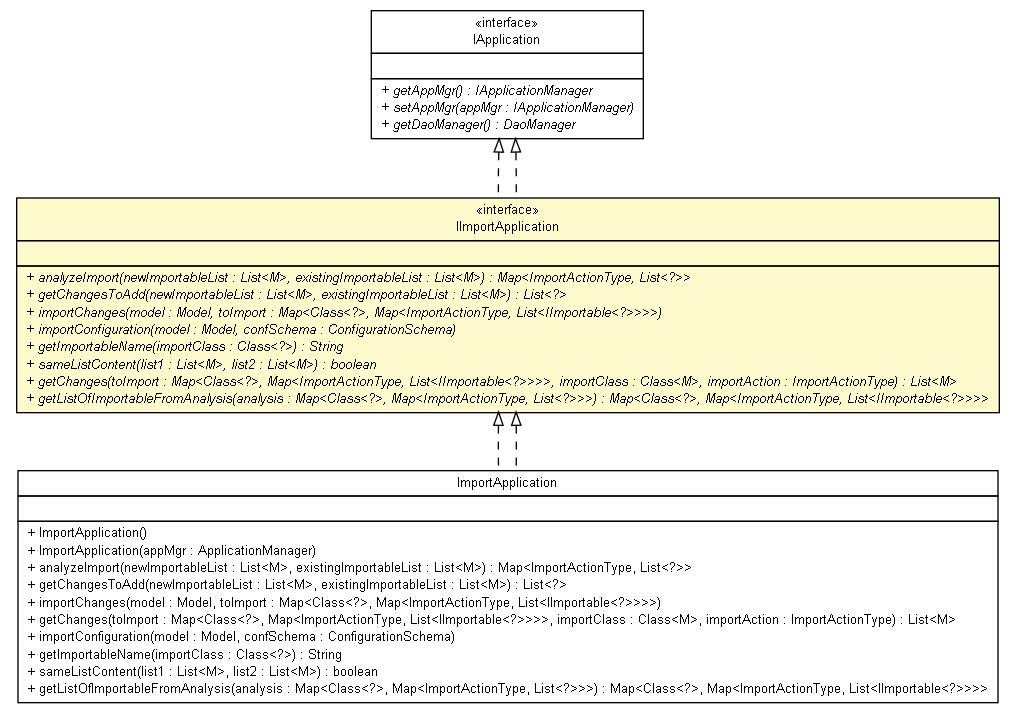 «interface»
IApplication
+ getAppMgr() : IApplicationManager
+ setAppMgr(appMgr : IApplicationManager)
+ getDaoManager() : DaoManager
«interface»
IImportApplication
+ analyzeImport(newImportableList : List<M>, existingImportableList : List<M>) : Map<ImportActionType, List<?>>
+ getChangesToAdd(newImportableList : List<M>, existingImportableList : List<M>) : List<?>
+ importChanges(model : Model, toImport : Map<Class<?>, Map<ImportActionType, List<IImportable<?>>>>)
+ importConfiguration(model : Model, confSchema : ConfigurationSchema)
+ getImportableName(importClass : Class<?>) : String
+ sameListContent(list1 : List<M>, list2 : List<M>) : boolean
+ getChanges(toImport : Map<Class<?>, Map<ImportActionType, List<IImportable<?>>>>, importClass : Class<M>, importAction : ImportActionType) : List<M>
+ getListOfImportableFromAnalysis(analysis : Map<Class<?>, Map<ImportActionType, List<?>>>) : Map<Class<?>, Map<ImportActionType, List<IImportable<?>>>>
ImportApplication
+ ImportApplication()
+ ImportApplication(appMgr : ApplicationManager)
+ analyzeImport(newImportableList : List<M>, existingImportableList : List<M>) : Map<ImportActionType, List<?>>
+ getChangesToAdd(newImportableList : List<M>, existingImportableList : List<M>) : List<?>
+ importChanges(model : Model, toImport : Map<Class<?>, Map<ImportActionType, List<IImportable<?>>>>)
+ getChanges(toImport : Map<Class<?>, Map<ImportActionType, List<IImportable<?>>>>, importClass : Class<M>, importAction : ImportActionType) : List<M>
+ importConfiguration(model : Model, confSchema : ConfigurationSchema)
+ getImportableName(importClass : Class<?>) : String
+ sameListContent(list1 : List<M>, list2 : List<M>) : boolean
+ getListOfImportableFromAnalysis(analysis : Map<Class<?>, Map<ImportActionType, List<?>>>) : Map<Class<?>, Map<ImportActionType, List<IImportable<?>>>>